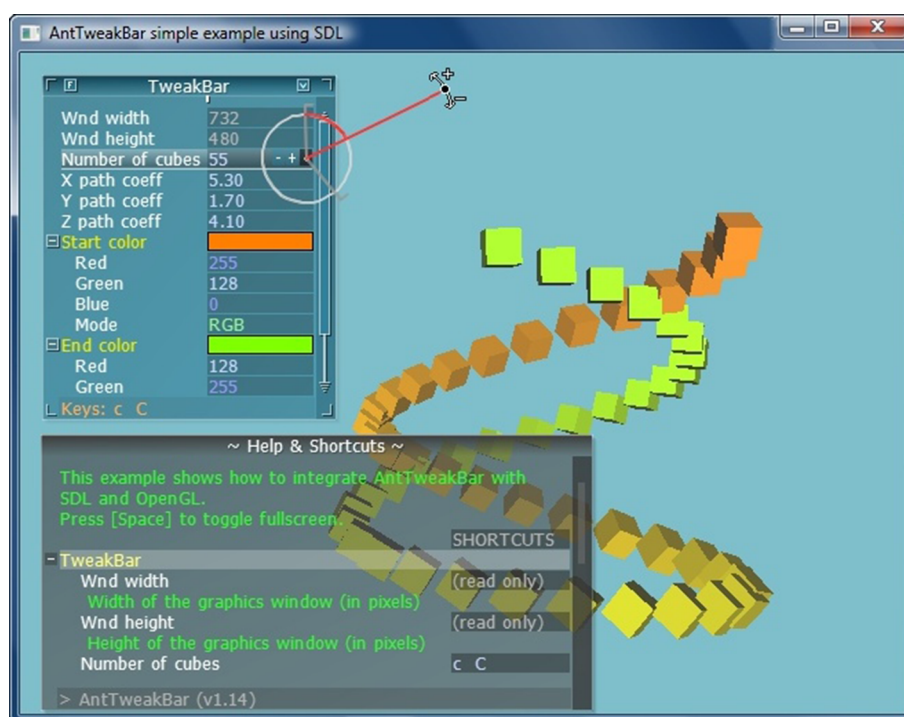 AntTweakBar simple example using SDL
F TweakBar V
Wnd width 732
Wnd height 480
Number of cubes 55 - +
X path coeff 5.30
Y path coeff 1.70
Z path coeff 4.10
Start color
Red 255
Green 128
Blue 0
Mode RGB
End color
Red 128
Green 255
Keys: c C
~ Help & Shortcuts ~
This example shows how to integrate AntTweakBar with
SDL and OpenGL.
Press [Space] to toggle fullscreen.
SHORTCUTS
TweakBar
Wnd width (read only)
Width of the graphics window (in pixels)
Wnd height (read only)
Height of the graphics window (in pixels)
Number of cubes c C
> AntTweakBar (v1.14)